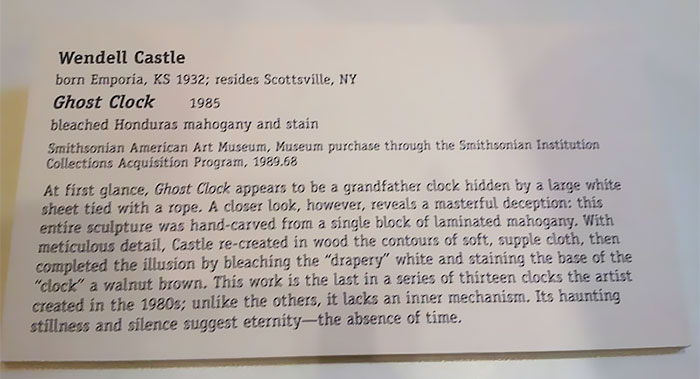 Wendell Castle
born Emporia, KS 1932; resides Scottsville, NY
Ghost Clock 1985
bleached Honduras mahogany and stain
Smithsonian American Art Museum, Museum purchase through the Smithsonian Institution
Collections Acquisition Program, 1989.68
At first glance, Ghost Clock appears to be a grandfather clock hidden by a large white
sheet tied with a rope. A closer look, however, reveals a masterful deception: this
entire sculpture was hand-carved from a single block of laminated mahogany. With
meticulous detail, Castle re-created in wood the contours of soft, supple cloth, then
completed the illusion by bleaching the “drapery” white and staining the base of the
“clock” a walnut brown. This work is the last in a series of thirteen clocks the artist
created in the 1980s; unlike the others, it lacks an inner mechanism. Its haunting
stillness and silence suggest eternity—the absence of time.